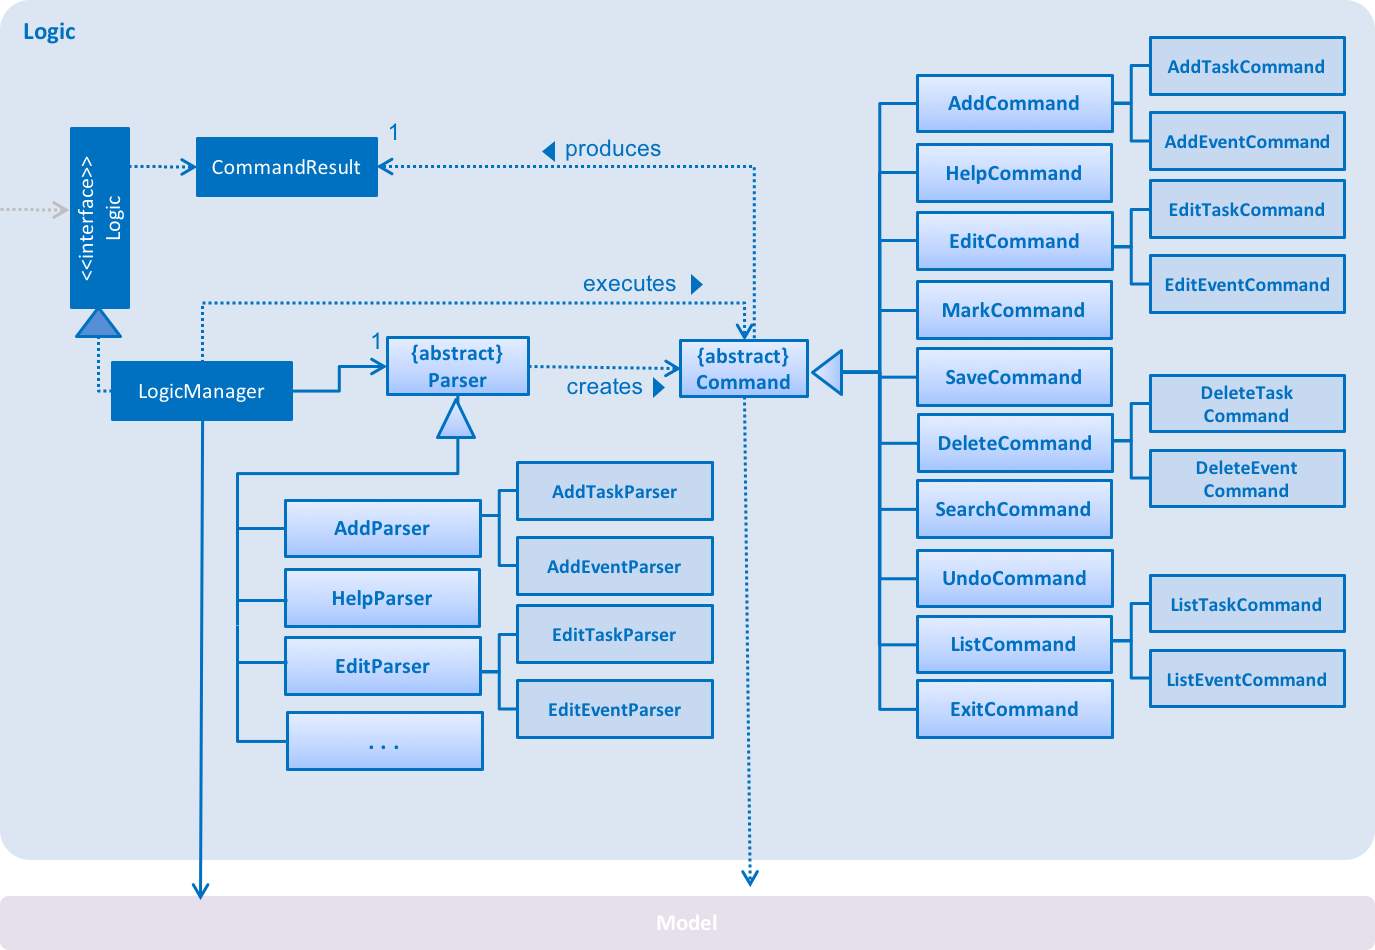 Logic
<<interface>>
Logic
CommandResult
1
produces
executes
LogicManager
1
{abstract}
Parser
creates
{abstract}
Command
AddParser
AddTaskParser
AddEventParser
HelpParser
EditParser
EditTaskParser
EditEventParser
. . .
AddCommand
AddTaskCommand
AddEventCommand
HelpCommand
EditCommand
EditTaskCommand
EditEventCommand
MarkCommand
SaveCommand
DeleteCommand
DeleteTask
Command
DeleteEvent
Command
SearchCommand
UndoCommand
ListCommand
ListTaskCommand
ListEventCommand
ExitCommand
Model